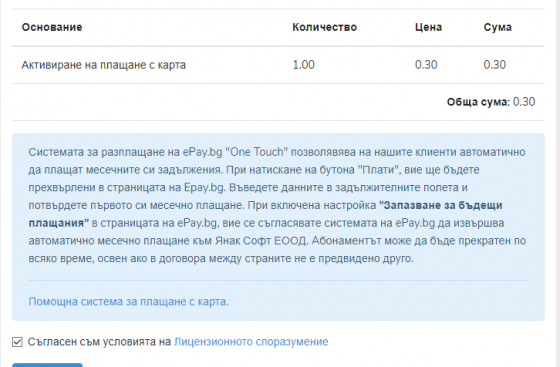 Основание Количество Цена Сума
Активиране на плащане с карта 1.00 0.30 0.30
Обща сума: 0.30
Системата за разплащане на ePay.bg "One Touch" позволявява на нашите клиенти автоматично
да плащат месечните си задължения. При натискане на бутона "Плати", вие ще бъдете
прехвърлени в страницата на Epay.bg. Въведете данните в задължителните полета и
потвърдете първото си месечно плащане. При включена настройка "Запазване за бъдещи
плащания" в страницата на ePay.bg, вие се съгласявате системата на ePay.bg да извършва
автоматично месечно плащане към Янак Софт ЕООД. Абонаментът може да бъде прекратен по
всяко време, освен ако в договора между страните не е предвидено друго.
Помощна система за плащане с карта.
Съгласен съм условията на Лицензионното споразумение